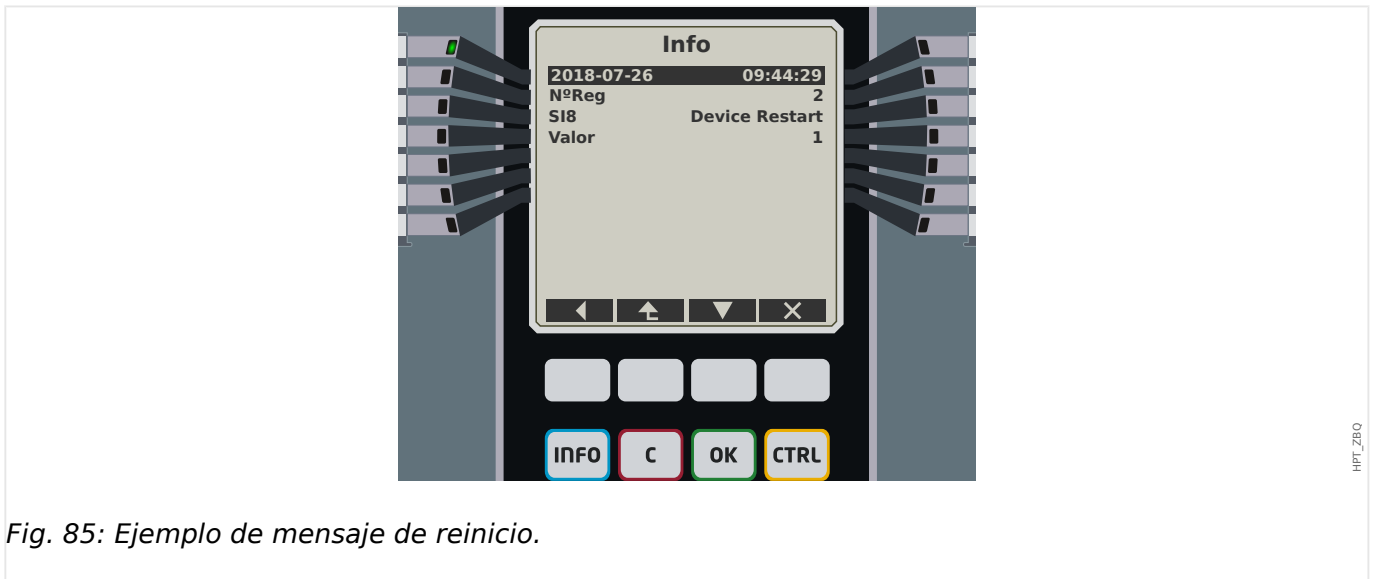 Info
2018-07-26 09:44:29
NºReg 2
SI8 Device Restart
Valor 1
INFO C OK CTRL
HPT_ZBQ
Fig. 85: Ejemplo de mensaje de reinicio.